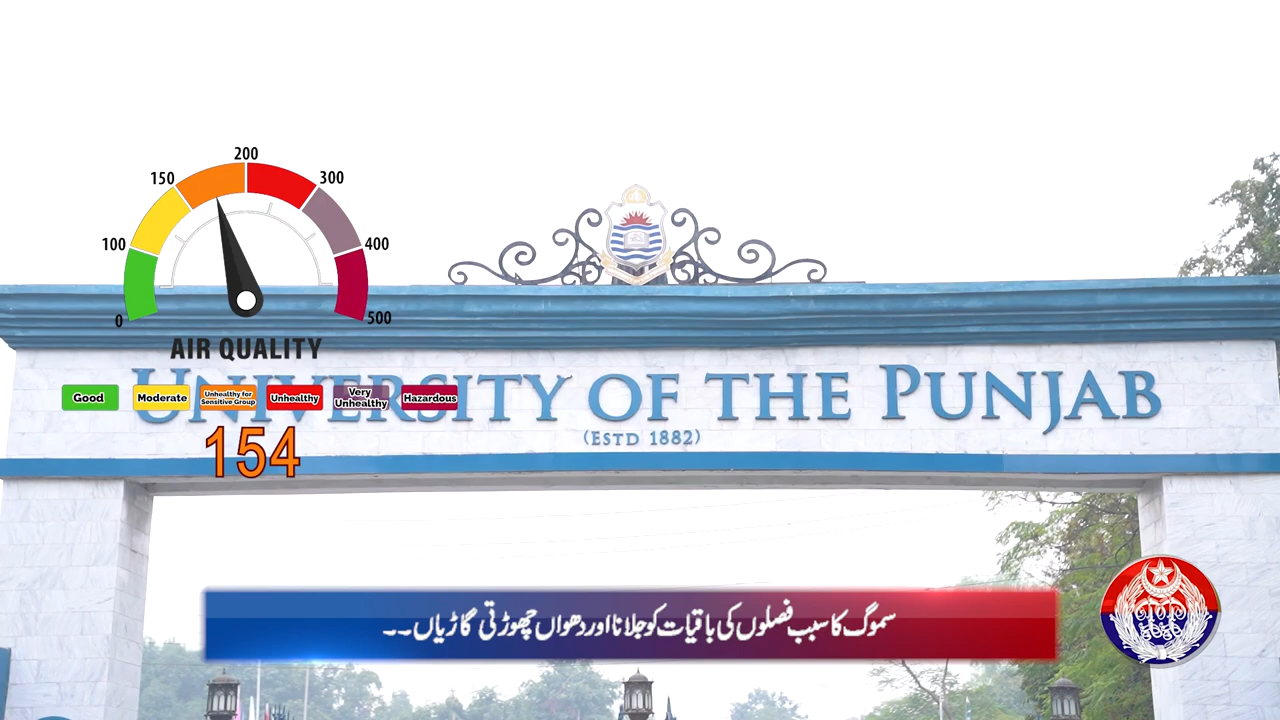 200
150
300
100
400
0
500
AIR QUALITY
Good
Moderate
Unhealthy for
Sensitive Group
Unhealthy
Very
Unhealthy
Hazardous
UNIVERSITY OF THE PUNJAB
(ESTD 1882)
154
سموگ کا سبب فصلوں کی باقیات کو جلانا اور دھواں چھوڑتی گاڑیاں۔۔